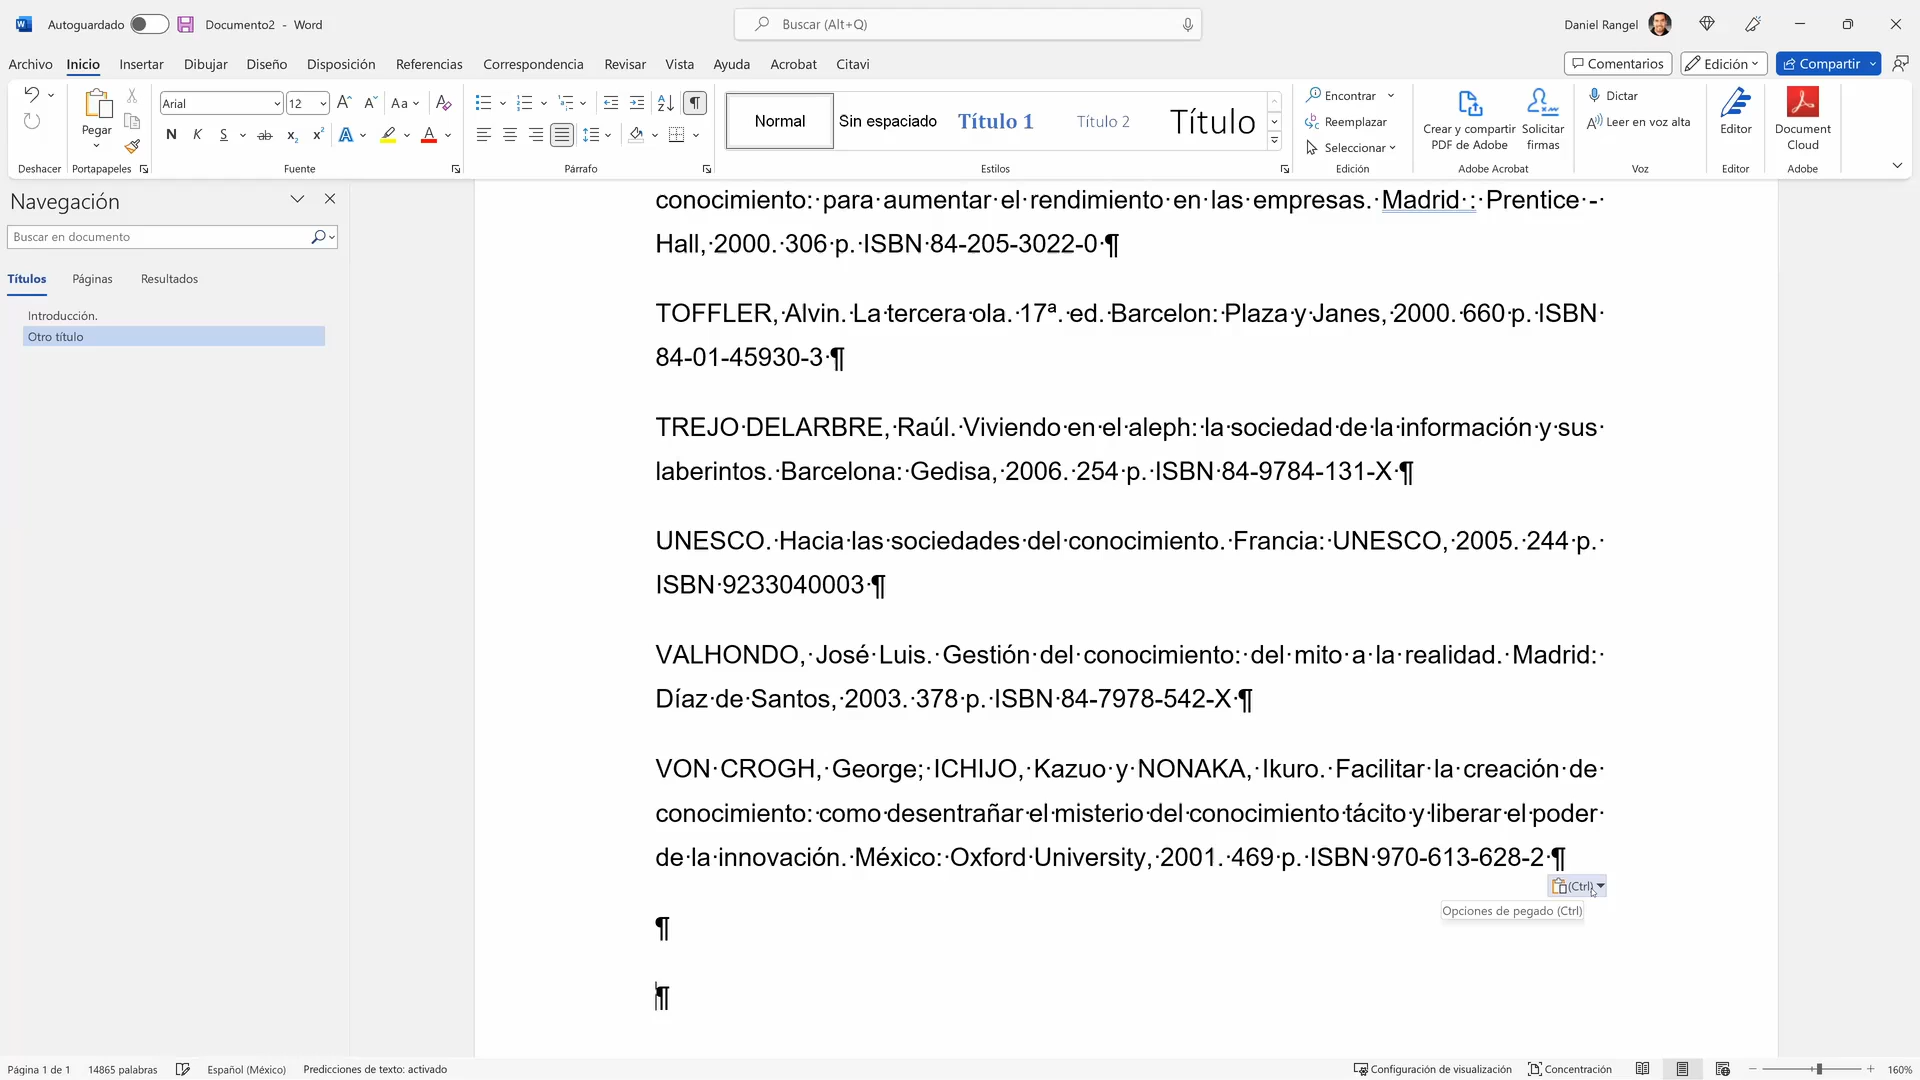 Autoguardado Documento2 - Word Buscar (Alt+Q) Daniel Rangel
Archivo Inicio Insertar Dibujar Diseño Disposición Referencias Correspondencia Revisar Vista Ayuda Acrobat Citavi Comentarios Edición Compartir
Pegar
Arial 12 Aa
N K S ab x₂ x² A A
¶
Normal Sin espaciado Título 1 Título 2 Título
Encontrar
Reemplazar
Seleccionar
Crear y compartir PDF de Adobe
Solicitar firmas
Dictar
Leer en voz alta
Editor
Document Cloud
Deshacer Portapapeles Fuente Párrafo Estilos Edición Adobe Acrobat Voz Editor Adobe
Navegación
Buscar en documento
Títulos Páginas Resultados
Introducción.
Otro título
conocimiento:·para·aumentar·el·rendimiento·en·las·empresas.·Madrid·:·Prentice·-·
Hall,·2000.·306·p.·ISBN·84-205-3022-0·¶
TOFFLER,·Alvin.·La·tercera·ola.·17ª.·ed.·Barcelon:·Plaza·y·Janes,·2000.·660·p.·ISBN·
84-01-45930-3·¶
TREJO·DELARBRE,·Raúl.·Viviendo·en·el·aleph:·la·sociedad·de·la·información·y·sus·
laberintos.·Barcelona:·Gedisa,·2006.·254·p.·ISBN·84-9784-131-X·¶
UNESCO.·Hacia·las·sociedades·del·conocimiento.·Francia:·UNESCO,·2005.·244·p.·
ISBN·9233040003·¶
VALHONDO,·José·Luis.·Gestión·del·conocimiento:·del·mito·a·la·realidad.·Madrid:·
Díaz·de·Santos,·2003.·378·p.·ISBN·84-7978-542-X·¶
VON·CROGH,·George;·ICHIJO,·Kazuo·y·NONAKA,·Ikuro.·Facilitar·la·creación·de·
conocimiento:·como·desentrañar·el·misterio·del·conocimiento·tácito·y·liberar·el·poder·
de·la·innovación.·México:·Oxford·University,·2001.·469·p.·ISBN·970-613-628-2·¶
(Ctrl)
Opciones de pegado (Ctrl)
¶
¶
Página 1 de 1 14865 palabras Español (México) Predicciones de texto: activado Configuración de visualización Concentración 160%